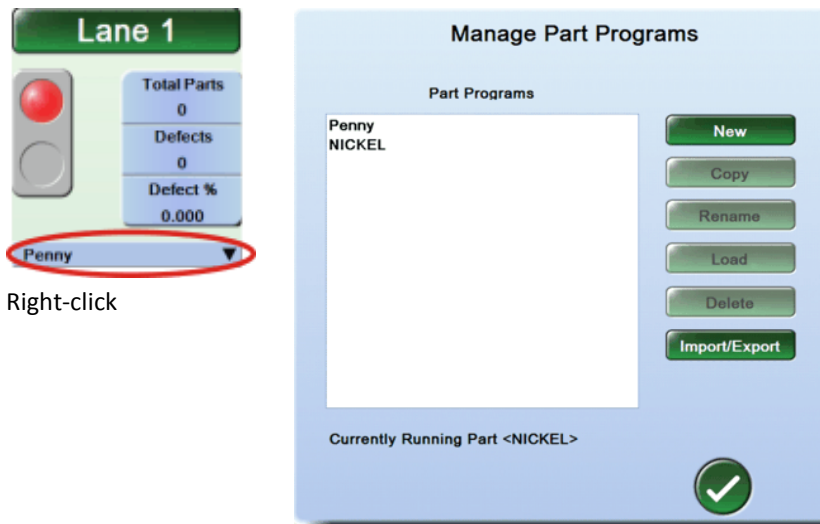 Lane 1
Total Parts
0
Defects
0
Defect %
0.000
Penny
Right-click
Manage Part Programs
Part Programs
Penny
NICKEL
New
Copy
Rename
Load
Delete
Import/Export
Currently Running Part <NICKEL>